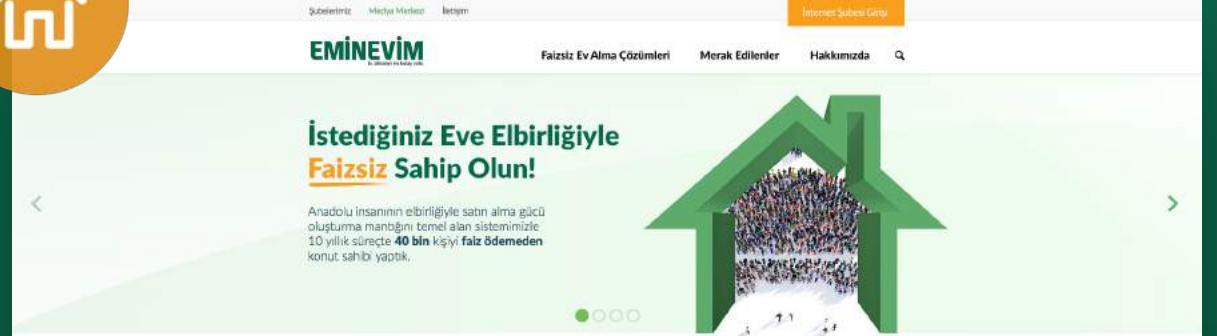 Şubelerimiz Medya Merkezi İletişim İnternet Şubesi Girişi
EMİNEVİM
Faizsiz Ev Alma Çözümleri Merak Edilenler Hakkımızda
İstediğiniz Eve Elbirliğiyle
Faizsiz Sahip Olun!
Anadolu insanının elbirliğiyle satın alma gücü
oluşturma mantığını temel alan sistemimizle
10 yıllık süreçte 40 bin kişiyi faiz ödemeden
konut sahibi yaptık.